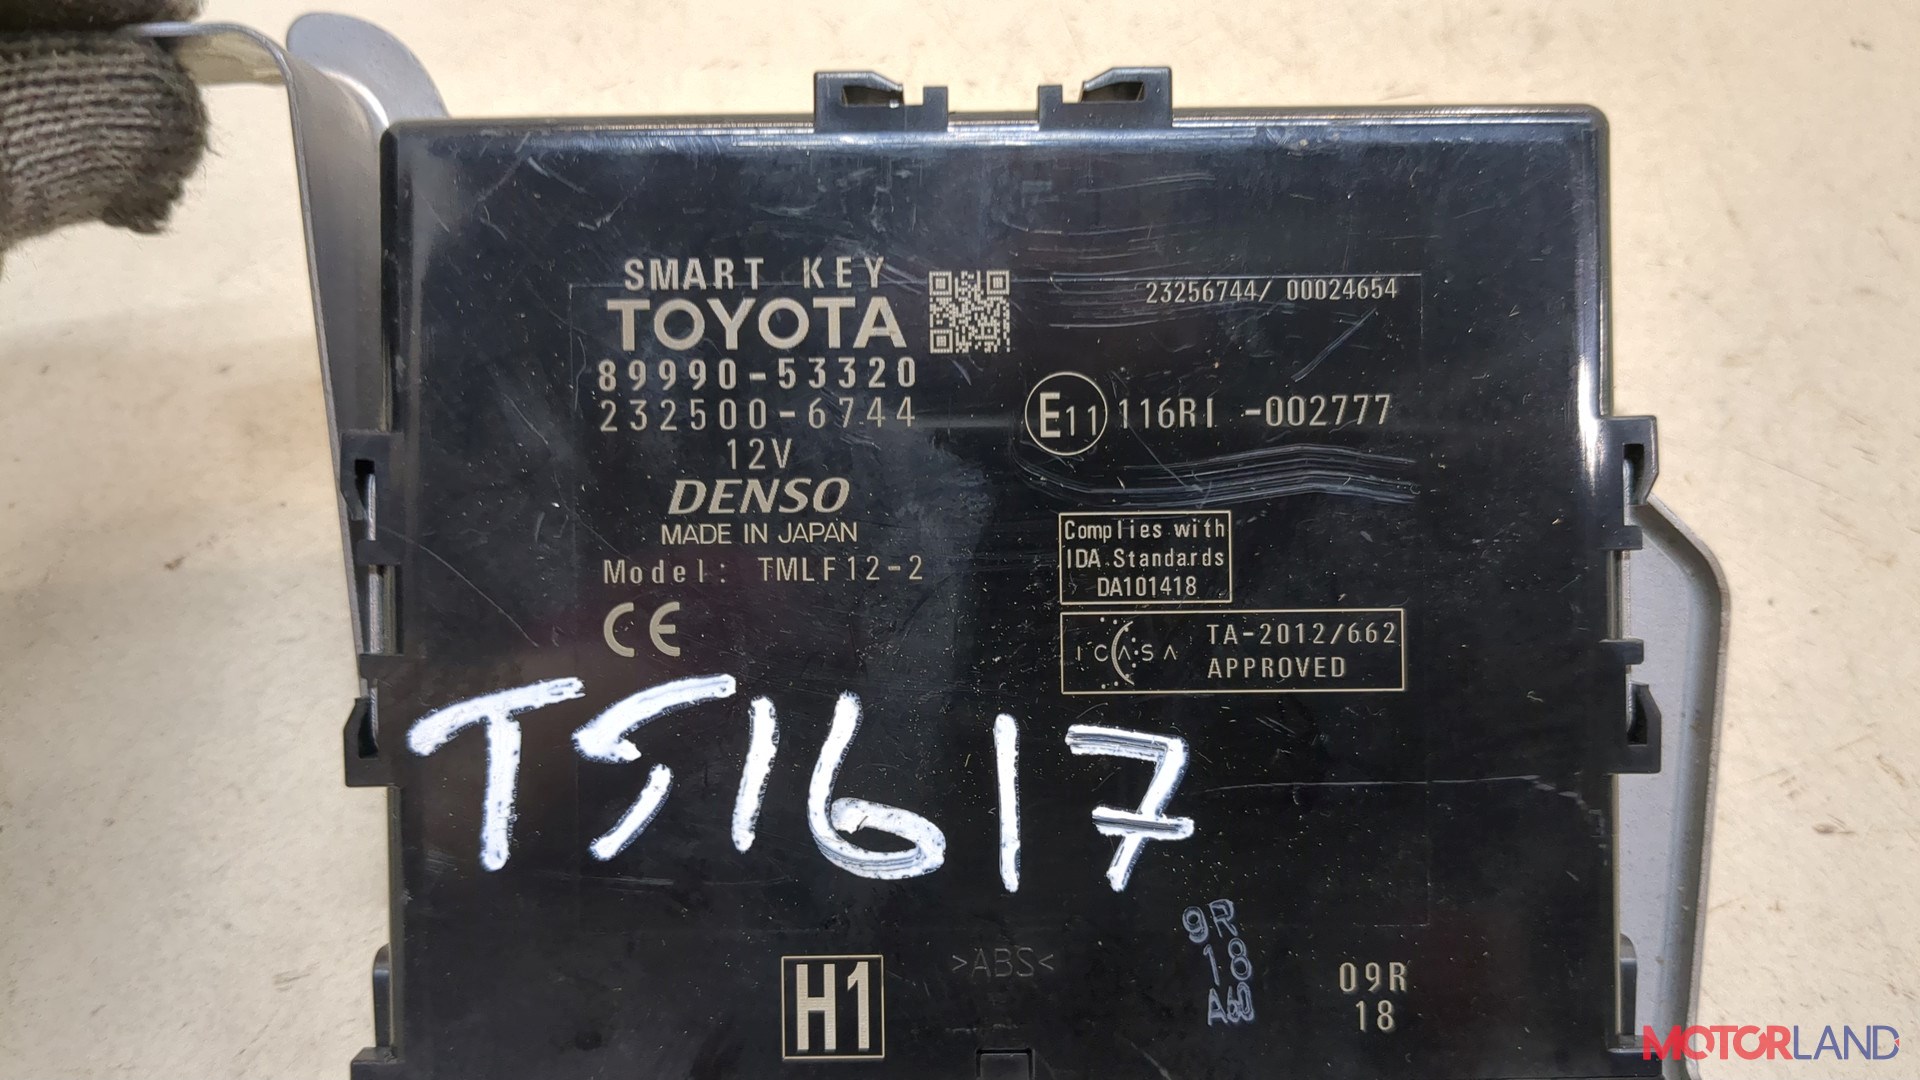 SMART KEY
TOYOTA
89990-53320
232500-6744
12V
DENSO
MADE IN JAPAN
Model: TMLF12-2
CE
23256744/ 00024654
E11 116RI -002777
Complies with
IDA Standards
DA101418
ICASA TA-2012/662
APPROVED
TS1617
H1
>ABS<
9R
18
A60
09R
18
MOTORLAND